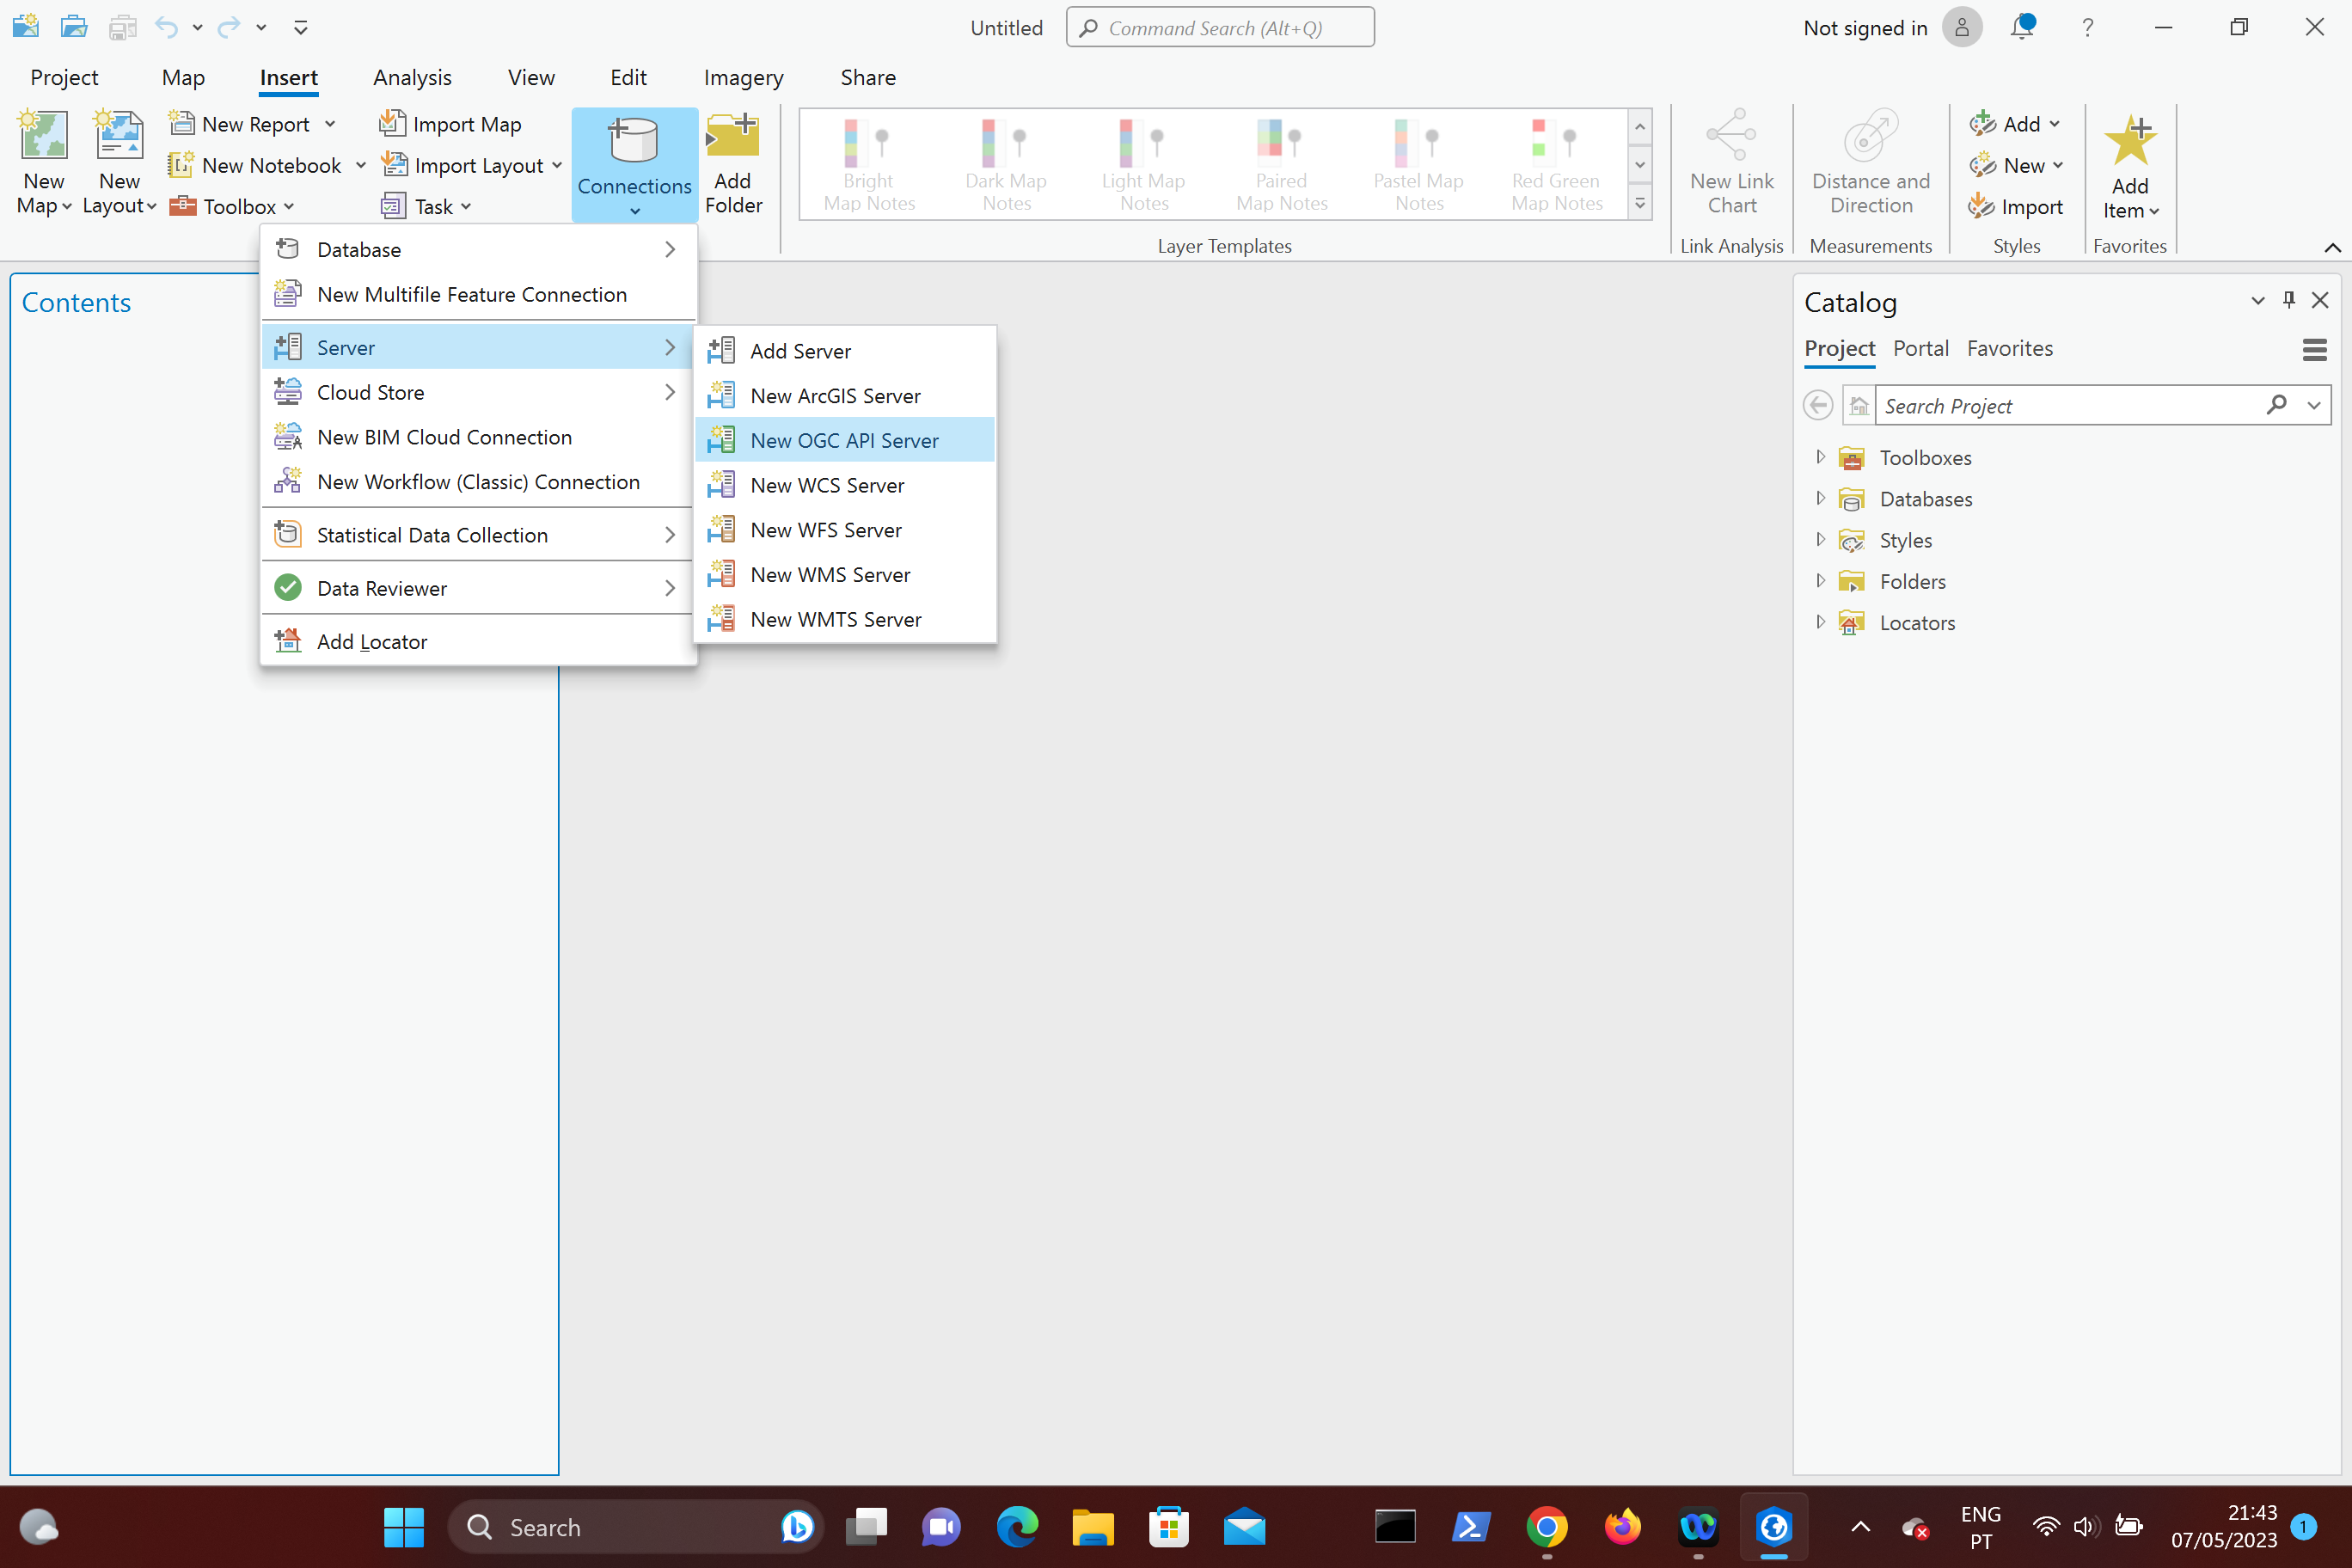 Untitled
Command Search (Alt+Q)
Not signed in
Project Map Insert Analysis View Edit Imagery Share
New Map
New Layout
New Report
New Notebook
Toolbox
Import Map
Import Layout
Task
Connections
Add Folder
Bright Map Notes
Dark Map Notes
Light Map Notes
Paired Map Notes
Pastel Map Notes
Red Green Map Notes
Layer Templates
New Link Chart
Link Analysis
Distance and Direction
Measurements
Add
New
Import
Styles
Add Item
Favorites
Contents
Database
New Multifile Feature Connection
Server
Cloud Store
New BIM Cloud Connection
New Workflow (Classic) Connection
Statistical Data Collection
Data Reviewer
Add Locator
Add Server
New ArcGIS Server
New OGC API Server
New WCS Server
New WFS Server
New WMS Server
New WMTS Server
Catalog
Project Portal Favorites
Search Project
Toolboxes
Databases
Styles
Folders
Locators
Search
ENG
PT
21:43
07/05/2023
1